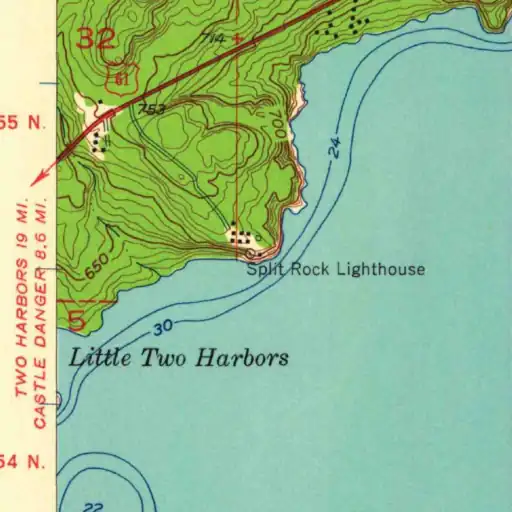 32
714
61
55 N.
753
700
24
TWO HARBORS 19 MI.
CASTLE DANGER 8.6 MI.
650
Split Rock Lighthouse
5
30
Little Two Harbors
54 N.
22